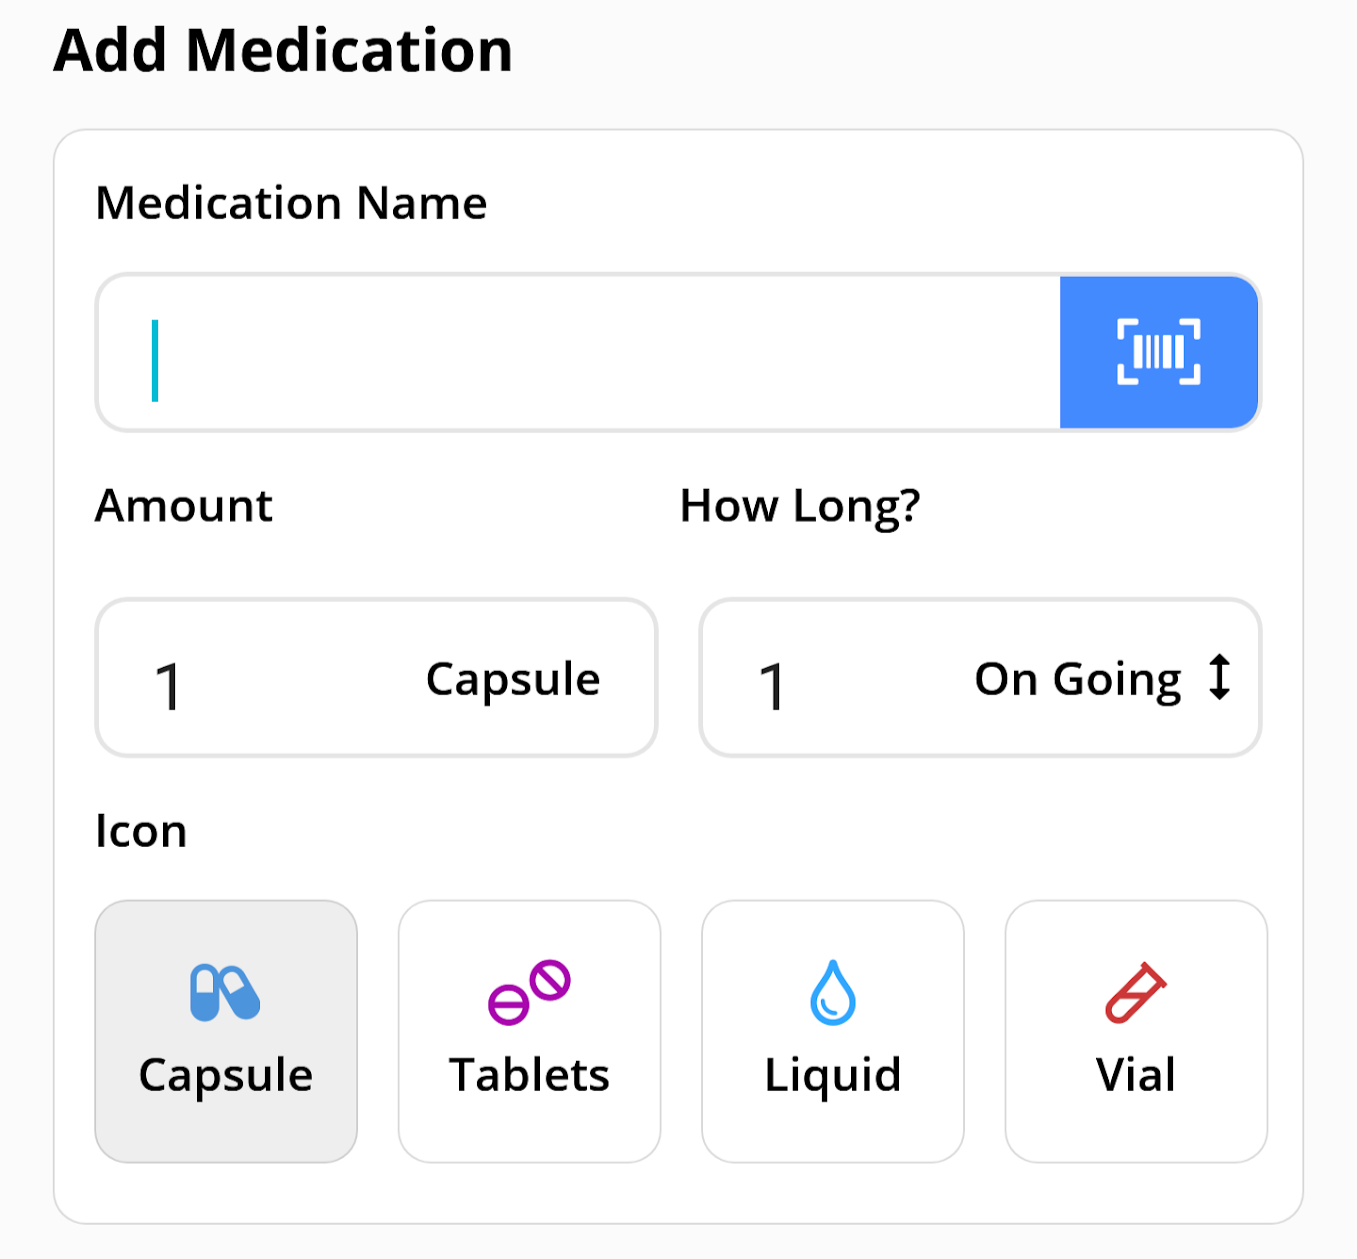 Add Medication
Medication Name
Amount How Long?
1 Capsule 1 On Going
Icon
Capsule Tablets Liquid Vial